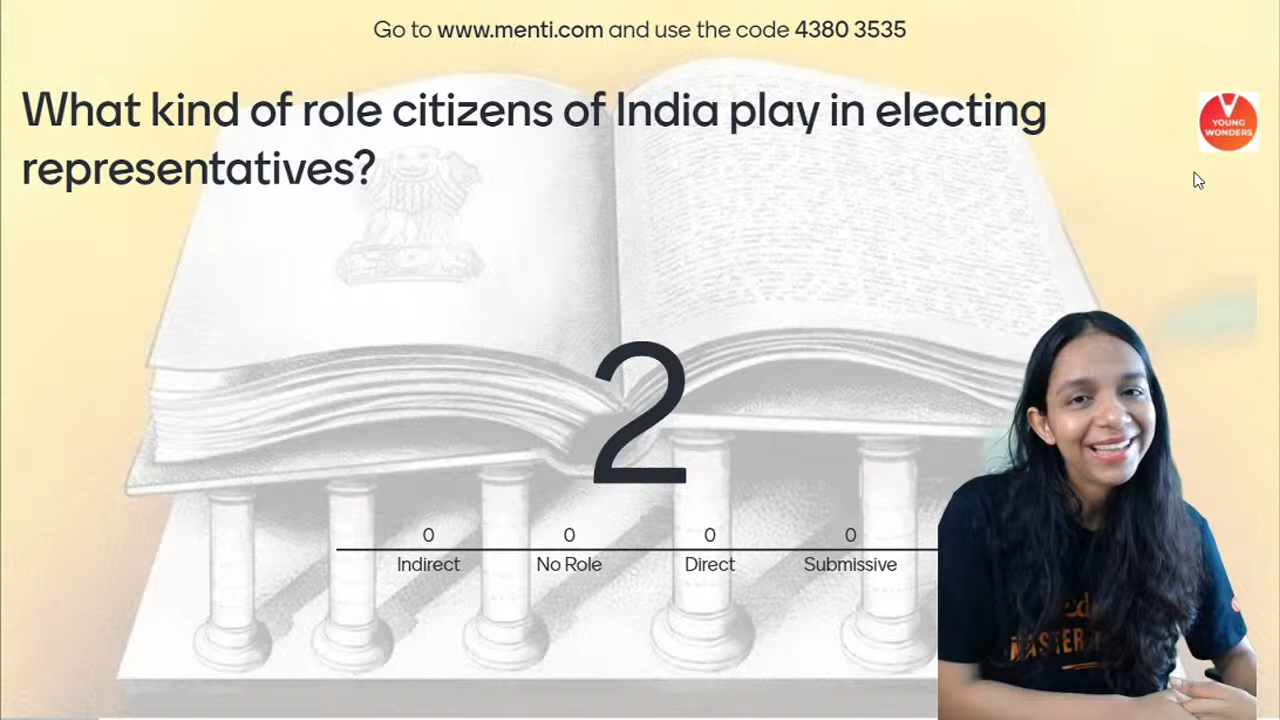 Go to www.menti.com and use the code 4380 3535
What kind of role citizens of India play in electing
representatives?
YOUNG
WONDERS
2
0 0 0 0
Indirect No Role Direct Submissive
MASTER